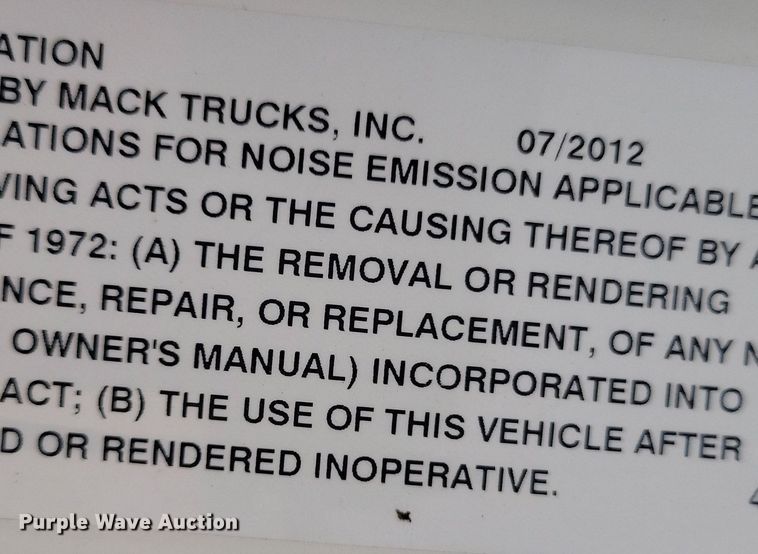 ATION
BY MACK TRUCKS, INC. 07/2012
ATIONS FOR NOISE EMISSION APPLICABLE
VING ACTS OR THE CAUSING THEREOF BY A
F 1972: (A) THE REMOVAL OR RENDERING
NCE, REPAIR, OR REPLACEMENT, OF ANY N
OWNER'S MANUAL) INCORPORATED INTO
ACT; (B) THE USE OF THIS VEHICLE AFTER
D OR RENDERED INOPERATIVE.
Purple Wave Auction